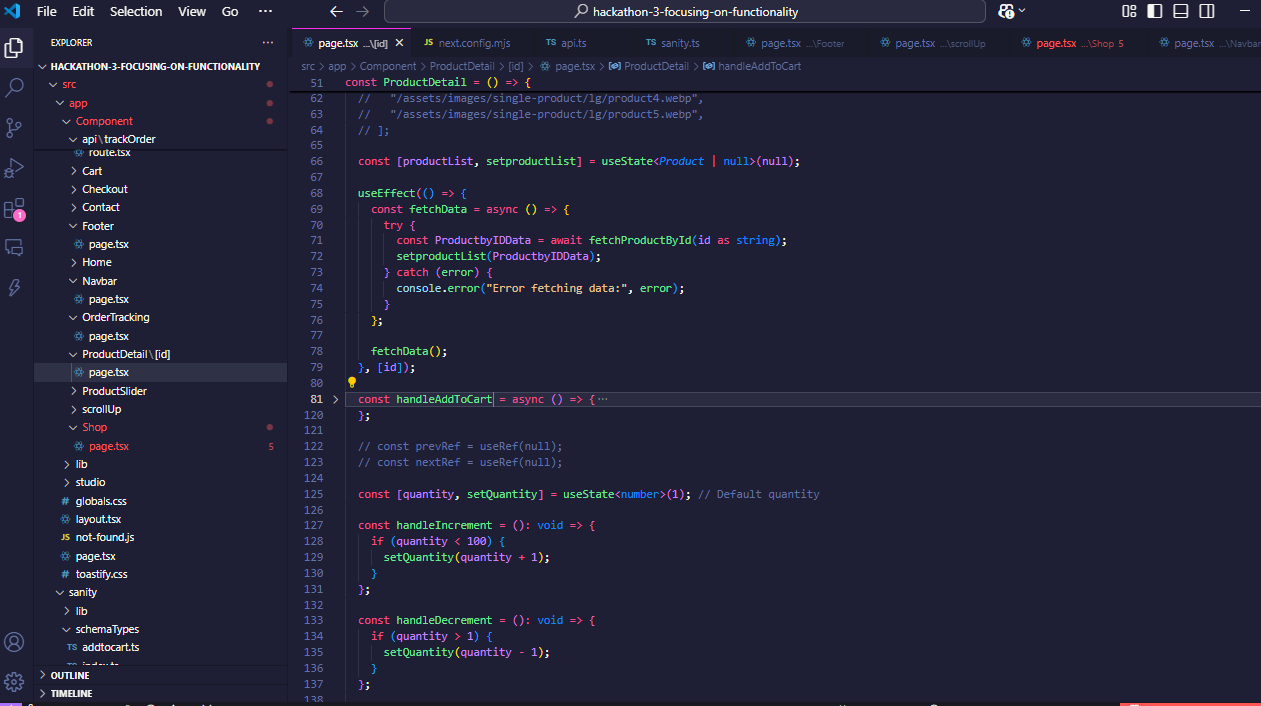 File Edit Selection View Go ··· hackathon-3-focusing-on-functionality
EXPLORER ···
HACKATHON-3-FOCUSING-ON-FUNCTIONALITY
src
app
Component
api\trackOrder
route.tsx
Cart
Checkout
Contact
Footer
page.tsx
Home
Navbar
page.tsx
OrderTracking
page.tsx
ProductDetail\[id]
page.tsx
ProductSlider
scrollUp
Shop
page.tsx 5
lib
studio
# globals.css
layout.tsx
JS not-found.js
page.tsx
# toastify.css
sanity
lib
schemaTypes
TS addtocart.ts
TS index.ts
OUTLINE
TIMELINE
1
page.tsx ...\[id] JS next.config.mjs TS api.ts TS sanity.ts page.tsx ...\Footer page.tsx ...\scrollUp page.tsx ...\Shop 5 page.tsx ...\Navbar
src > app > Component > ProductDetail > [id] > page.tsx > ProductDetail > handleAddToCart
51 const ProductDetail = () => {
62 //   "/assets/images/single-product/lg/product4.webp",
63 //   "/assets/images/single-product/lg/product5.webp",
64 // ];
65
66 const [productList, setproductList] = useState<Product | null>(null);
67
68 useEffect(() => {
69 const fetchData = async () => {
70 try {
71 const ProductbyIDData = await fetchProductById(id as string);
72 setproductList(ProductbyIDData);
73 } catch (error) {
74 console.error("Error fetching data:", error);
75 }
76 };
77
78 fetchData();
79 }, [id]);
80
81 const handleAddToCart = async () => {···
120 };
121
122 // const prevRef = useRef(null);
123 // const nextRef = useRef(null);
124
125 const [quantity, setQuantity] = useState<number>(1); // Default quantity
126
127 const handleIncrement = (): void => {
128 if (quantity < 100) {
129 setQuantity(quantity + 1);
130 }
131 };
132
133 const handleDecrement = (): void => {
134 if (quantity > 1) {
135 setQuantity(quantity - 1);
136 }
137 };
138